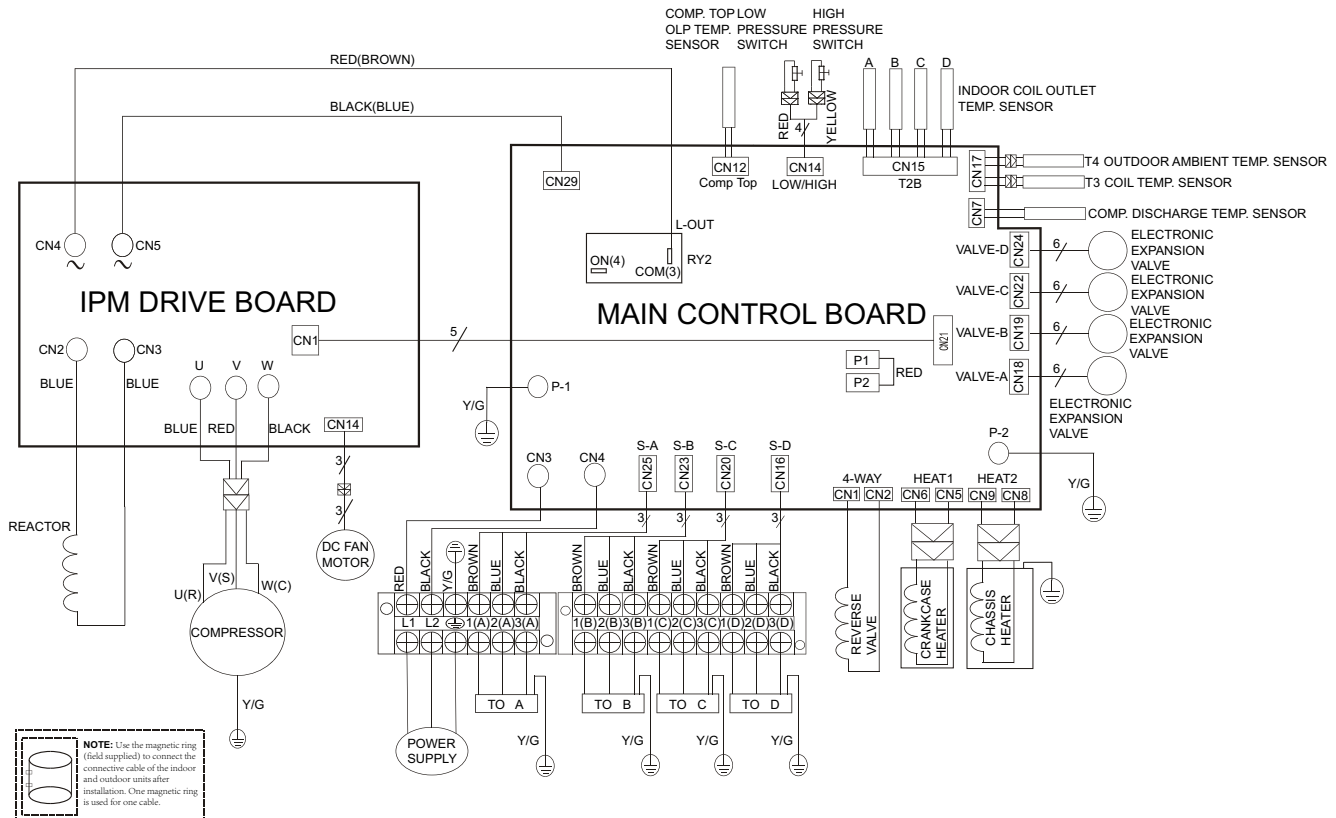 COMP. TOP
OLP TEMP.
SENSOR
LOW
PRESSURE
SWITCH
HIGH
PRESSURE
SWITCH
RED(BROWN)
BLACK(BLUE)
A B C D
INDOOR COIL OUTLET
TEMP. SENSOR
RED
4
YELLOW
CN29
CN12
Comp Top
CN14
LOW/HIGH
CN15
T2B
CN17
T4 OUTDOOR AMBIENT TEMP. SENSOR
T3 COIL TEMP. SENSOR
CN7
COMP. DISCHARGE TEMP. SENSOR
CN4
CN5
L-OUT
ON(4)
COM(3)
RY2
VALVE-D
CN24
6
ELECTRONIC
EXPANSION
VALVE
VALVE-C
CN22
6
ELECTRONIC
EXPANSION
VALVE
VALVE-B
CN19
6
ELECTRONIC
EXPANSION
VALVE
VALVE-A
CN18
6
ELECTRONIC
EXPANSION
VALVE
IPM DRIVE BOARD
MAIN CONTROL BOARD
CN1
5
CN21
CN2
CN3
BLUE
BLUE
U V W
BLUE RED BLACK
CN14
P1
P2
RED
P-1
Y/G
P-2
Y/G
3
3
DC FAN
MOTOR
REACTOR
U(R)
V(S)
W(C)
COMPRESSOR
Y/G
CN3
CN4
S-A
CN25
S-B
CN23
S-C
CN20
S-D
CN16
3 3 3 3
4-WAY
CN1 CN2
HEAT1
CN6 CN5
HEAT2
CN9 CN8
RED
BLACK
Y/G
BROWN
BLUE
BLACK
BROWN
BLUE
BLACK
BROWN
BLUE
BLACK
BROWN
BLUE
BLACK
L1 L2 1(A) 2(A) 3(A)
1(B) 2(B) 3(B) 1(C) 2(C) 3(C) 1(D) 2(D) 3(D)
REVERSE
VALVE
CRANKCASE
HEATER
CHASSIS
HEATER
TO A
TO B
TO C
TO D
Y/G
Y/G
Y/G
Y/G
POWER
SUPPLY
NOTE: Use the magnetic ring
(field supplied) to connect the
connective cable of the indoor
and outdoor units after
installation. One magnetic ring
is used for one cable.